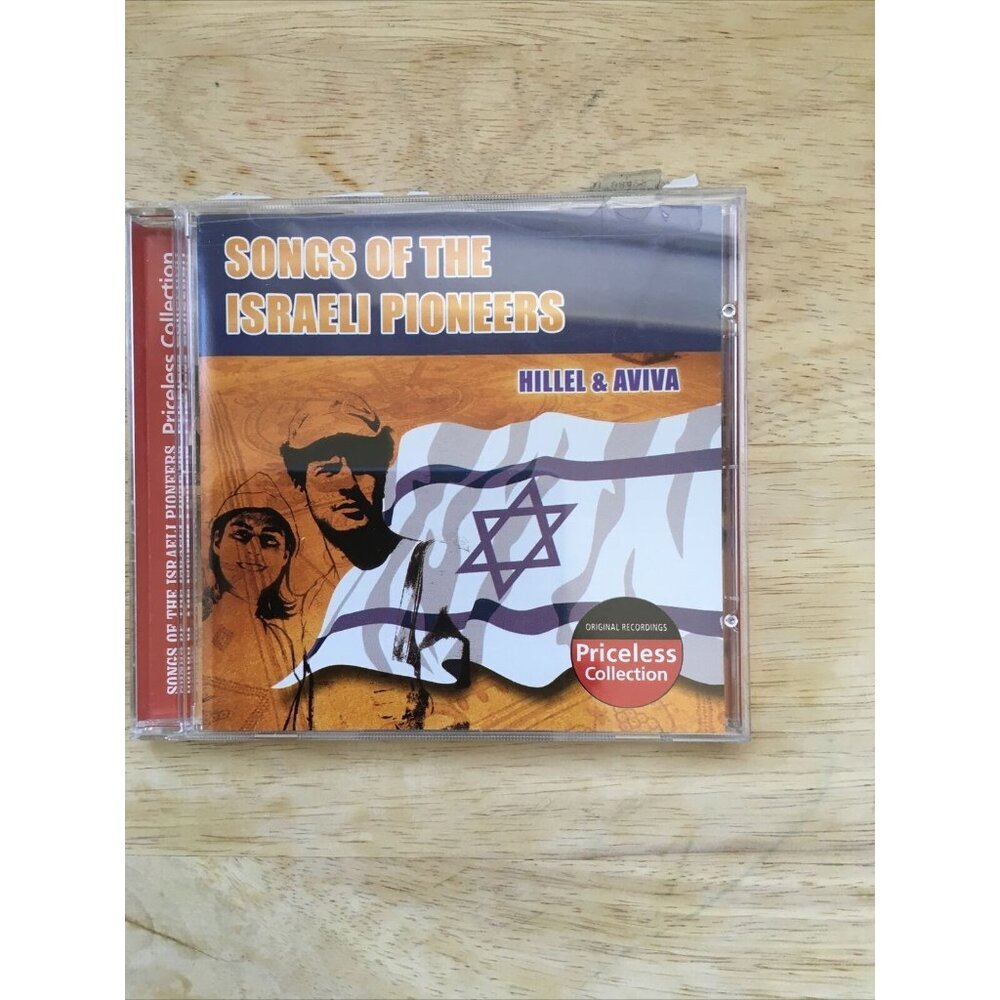 SONGS OF THE
ISRAELI PIONEERS
HILLEL & AVIVA
ORIGINAL RECORDINGS
Priceless
Collection
SONGS OF THE ISRAELI PIONEERS Priceless Collection